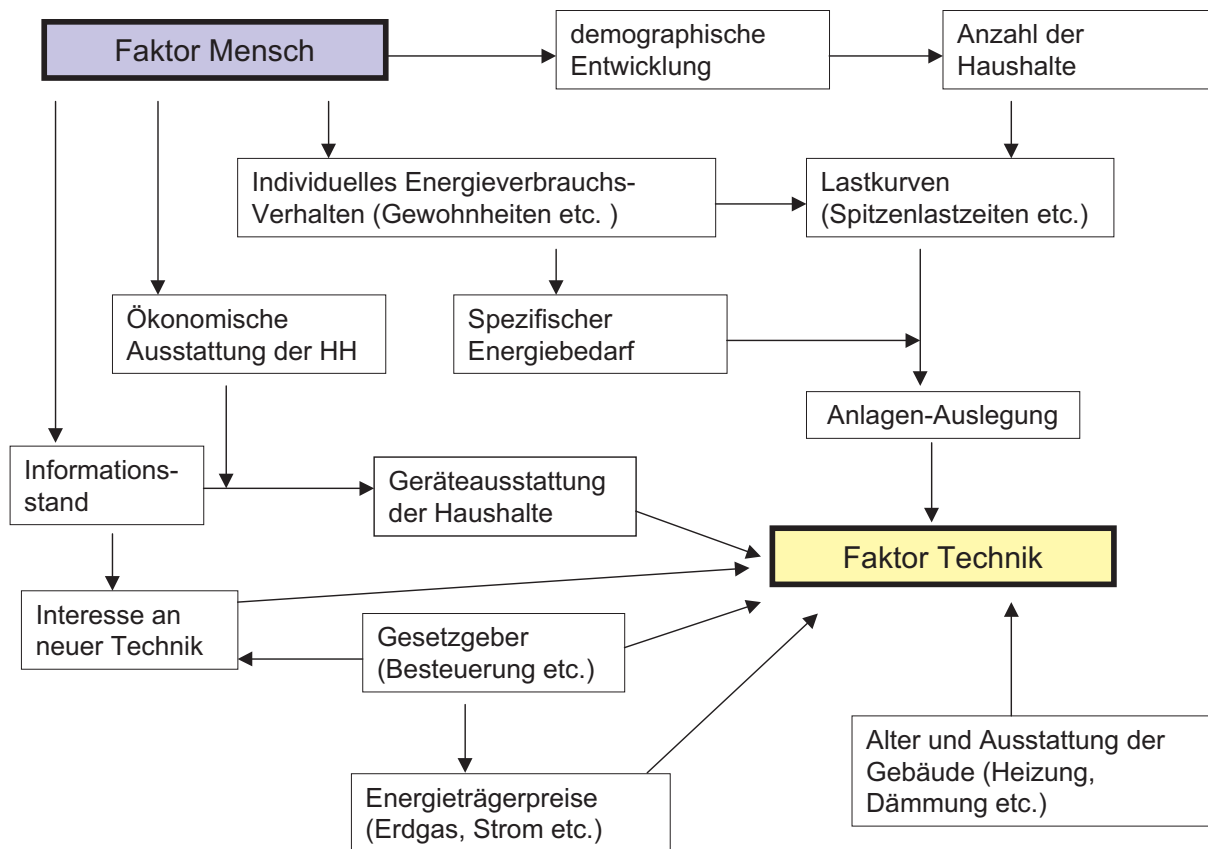 Faktor Mensch
demographische
Entwicklung
Anzahl der
Haushalte
Individuelles Energieverbrauchs-
Verhalten (Gewohnheiten etc. )
Lastkurven
(Spitzenlastzeiten etc.)
Ökonomische
Ausstattung der HH
Spezifischer
Energiebedarf
Anlagen-Auslegung
Informations-
stand
Geräteausstattung
der Haushalte
Faktor Technik
Interesse an
neuer Technik
Gesetzgeber
(Besteuerung etc.)
Alter und Ausstattung der
Gebäude (Heizung,
Dämmung etc.)
Energieträgerpreise
(Erdgas, Strom etc.)